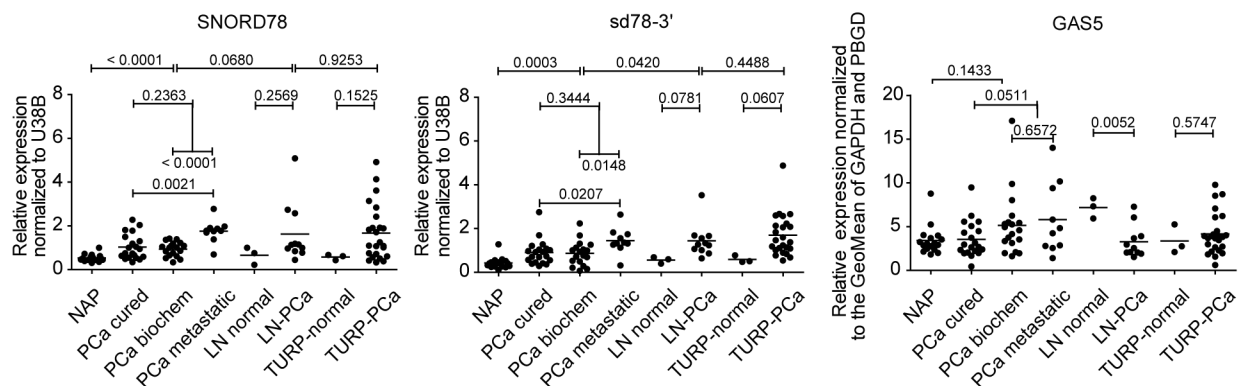 SNORD78
< 0.0001
0.0680
0.9253
0.2363
0.2569
0.1525
< 0.0001
0.0021
Relative expression
normalized to U38B
8
6
4
2
0
NAP
PCa cured
PCa biochem
PCa metastatic
LN normal
LN-PCa
TURP-normal
TURP-PCa
sd78-3'
0.0003
0.0420
0.4488
0.3444
0.0781
0.0607
0.0148
0.0207
Relative expression
normalized to U38B
8
6
4
2
0
NAP
PCa cured
PCa biochem
PCa metastatic
LN normal
LN-PCa
TURP-normal
TURP-PCa
GAS5
0.1433
0.0511
0.6572
0.0052
0.5747
Relative expression normalized
to the GeoMean of GAPDH and PBGD
20
15
10
5
0
NAP
PCa cured
PCa biochem
PCa metastatic
LN normal
LN-PCa
TURP-normal
TURP-PCa